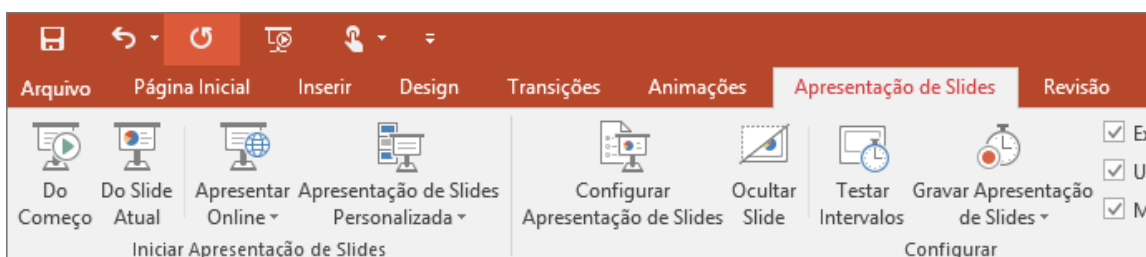 Arquivo Página Inicial Inserir Design Transições Animações Apresentação de Slides Revisão
Do Começo
Do Slide Atual
Apresentar Online
Apresentação de Slides Personalizada
Configurar Apresentação de Slides
Ocultar Slide
Testar Intervalos
Gravar Apresentação de Slides
Iniciar Apresentação de Slides
Configurar